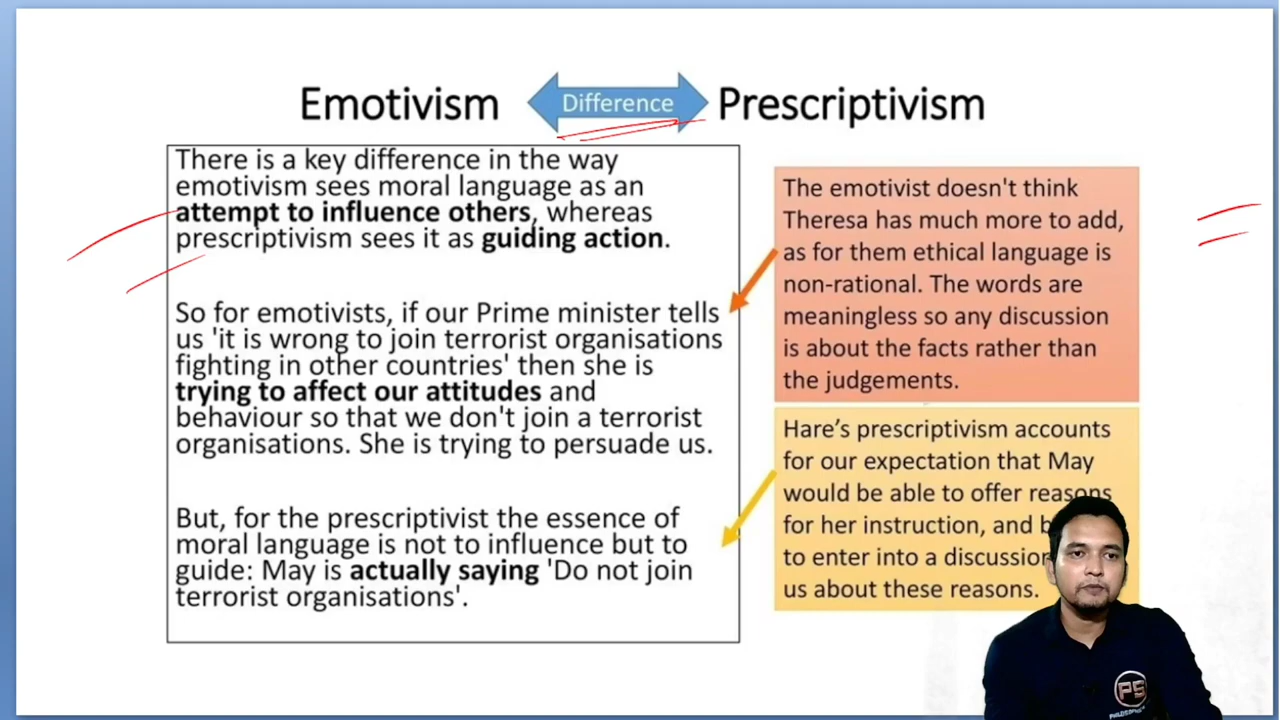 Emotivism
Difference
Prescriptivism
There is a key difference in the way
emotivism sees moral language as an
attempt to influence others, whereas
prescriptivism sees it as guiding action.
So for emotivists, if our Prime minister tells
us 'it is wrong to join terrorist organisations
fighting in other countries' then she is
trying to affect our attitudes and
behaviour so that we don't join a terrorist
organisations. She is trying to persuade us.
But, for the prescriptivist the essence of
moral language is not to influence but to
guide: May is actually saying 'Do not join
terrorist organisations'.
The emotivist doesn't think
Theresa has much more to add,
as for them ethical language is
non-rational. The words are
meaningless so any discussion
is about the facts rather than
the judgements.
Hare's prescriptivism accounts
for our expectation that May
would be able to offer reasons
for her instruction, and
to enter into a discussion
us about these reasons.
PS